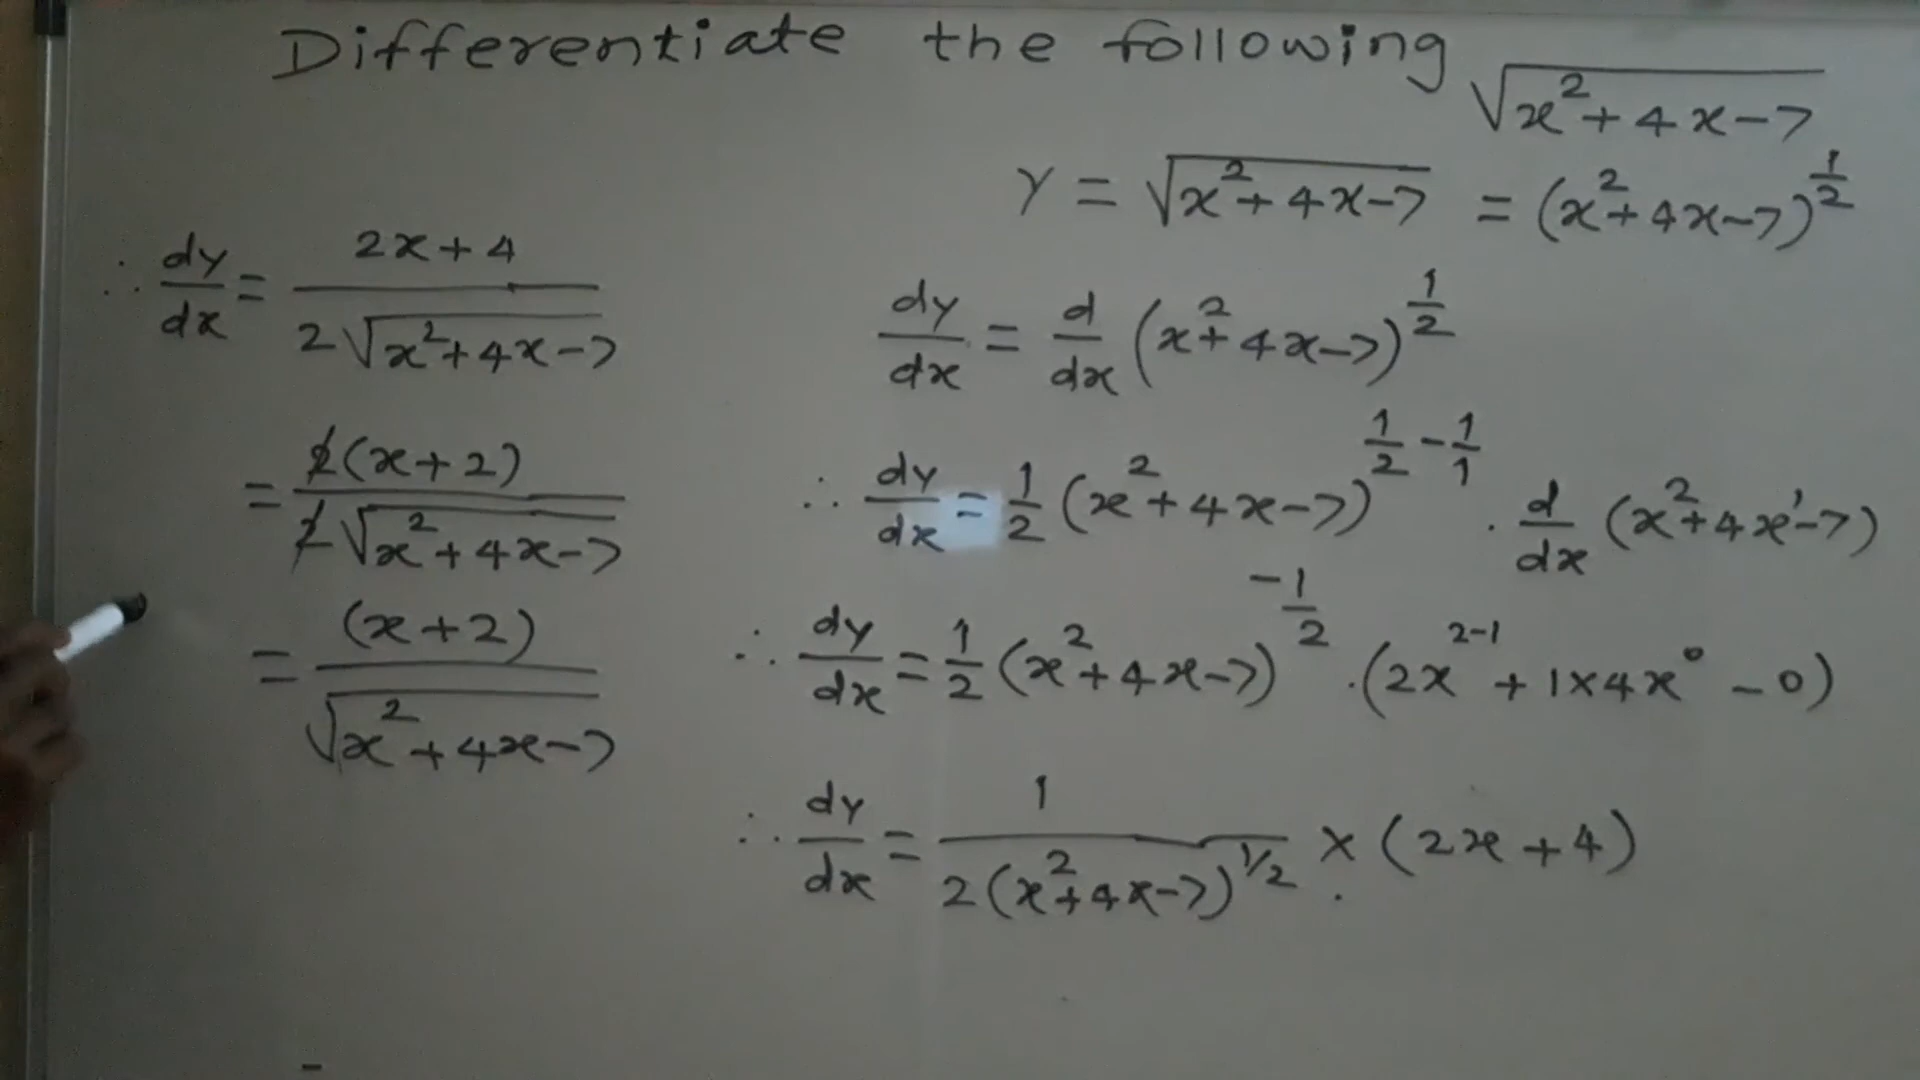 Differentiate the following √(x²+4x-7)
y = √(x²+4x-7) = (x²+4x-7)^(1/2)
dy/dx = d/dx (x²+4x-7)^(1/2)
∴ dy/dx = 1/2 (x²+4x-7)^(1/2 - 1/1) · d/dx (x²+4x¹-7)
∴ dy/dx = 1/2 (x²+4x-7)^(-1/2) · (2x^(2-1) + 1×4x⁰ - 0)
∴ dy/dx = 1/(2(x²+4x-7)^(1/2)) × (2x+4)
∴ dy/dx = (2x+4)/(2√(x²+4x-7))
= 2(x+2)/(2√(x²+4x-7))
= (x+2)/√(x²+4x-7)